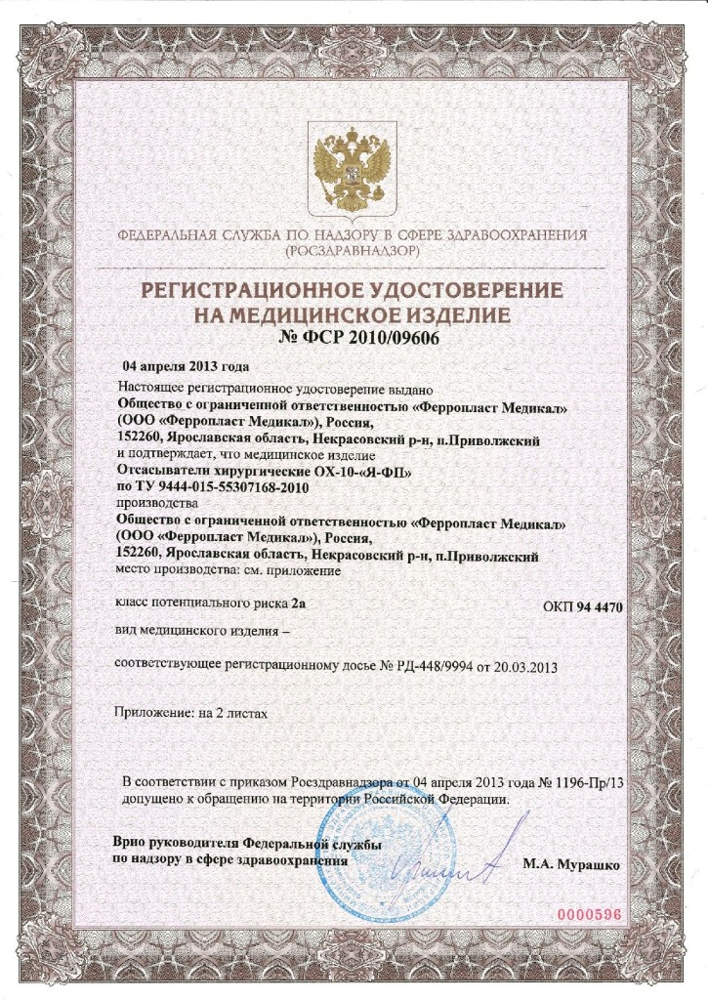 ФЕДЕРАЛЬНАЯ СЛУЖБА ПО НАДЗОРУ В СФЕРЕ ЗДРАВООХРАНЕНИЯ
(РОСЗДРАВНАДЗОР)
РЕГИСТРАЦИОННОЕ УДОСТОВЕРЕНИЕ
НА МЕДИЦИНСКОЕ ИЗДЕЛИЕ
№ ФСР 2010/09606
04 апреля 2013 года
Настоящее регистрационное удостоверение выдано
Общество с ограниченной ответственностью «Ферропласт Медикал»
(ООО «Ферропласт Медикал»), Россия,
152260, Ярославская область, Некрасовский р-н, п.Приволжский
и подтверждает, что медицинское изделие
Отсасыватели хирургические ОХ-10-«Я-ФП»
по ТУ 9444-015-55307168-2010
производства
Общество с ограниченной ответственностью «Ферропласт Медикал»
(ООО «Ферропласт Медикал»), Россия,
152260, Ярославская область, Некрасовский р-н, п.Приволжский
место производства: см. приложение
класс потенциального риска 2а ОКП 94 4470
вид медицинского изделия –
соответствующее регистрационному досье № РД-448/9994 от 20.03.2013
Приложение: на 2 листах
В соответствии с приказом Росздравнадзора от 04 апреля 2013 года № 1196-Пр/13
допущено к обращению на территории Российской Федерации.
Врио руководителя Федеральной службы
по надзору в сфере здравоохранения М.А. Мурашко
0000596